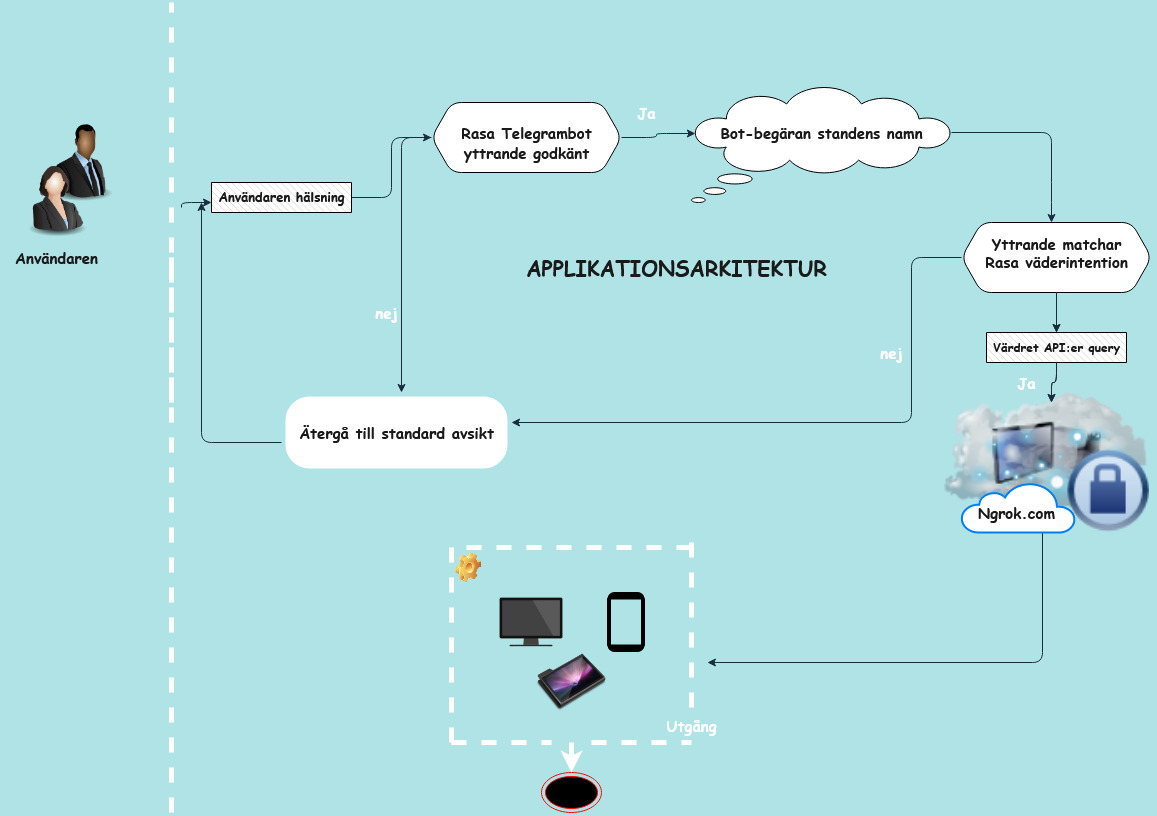 Ja
Rasa Telegrambot
yttrande godkänt
Bot-begäran standens namn
Användaren hälsning
Användaren
Yttrande matchar
Rasa väderintention
APPLIKATIONSARKITEKTUR
nej
nej
Värdret API:er query
Ja
Ätergå till standard avsikt
Ngrok.com
Utgång